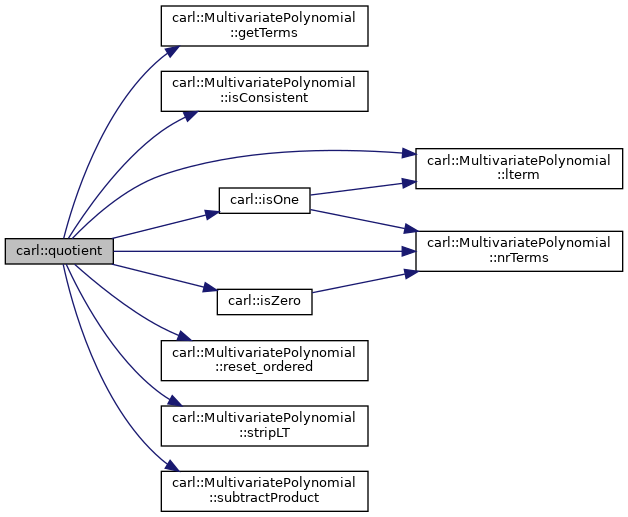 carl::MultivariatePolynomial
::getTerms
carl::MultivariatePolynomial
::isConsistent
carl::MultivariatePolynomial
::lterm
carl::isOne
carl::quotient
carl::MultivariatePolynomial
::nrTerms
carl::isZero
carl::MultivariatePolynomial
::reset_ordered
carl::MultivariatePolynomial
::stripLT
carl::MultivariatePolynomial
::subtractProduct